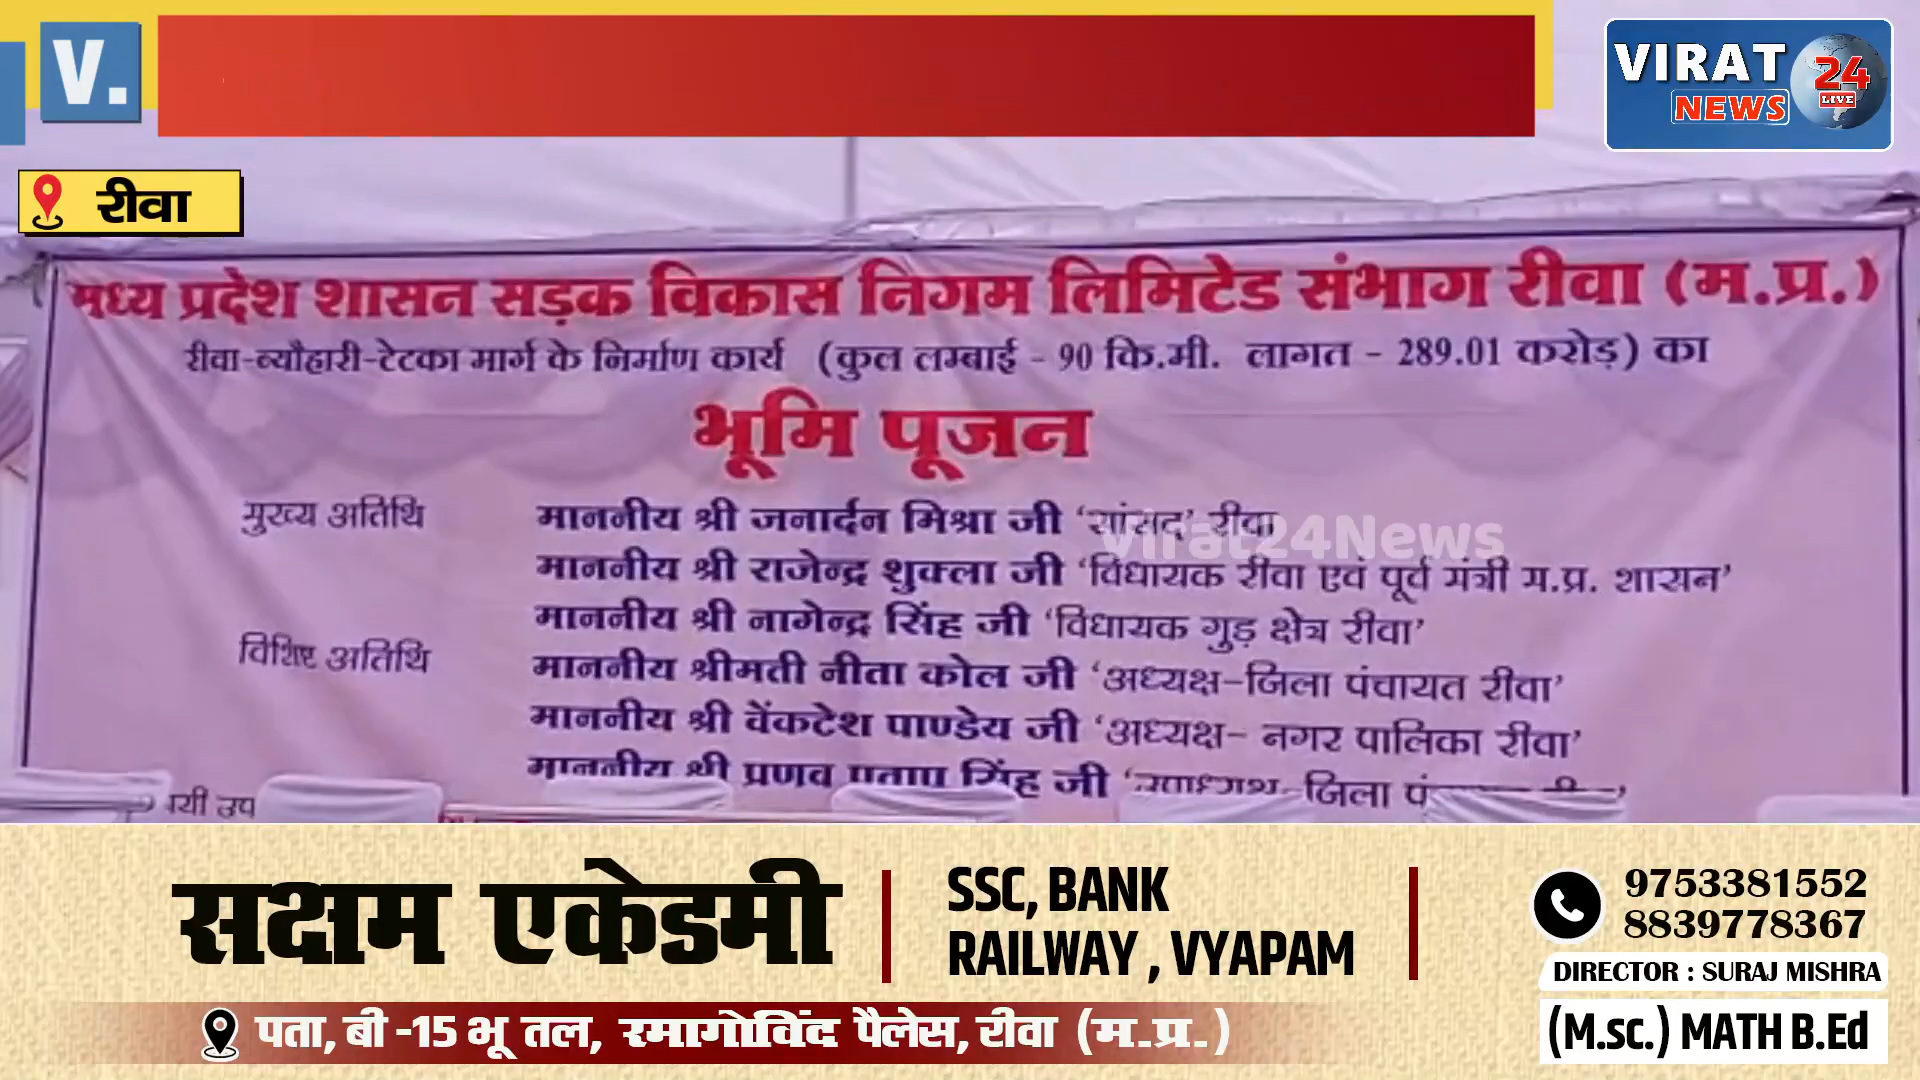 V.
VIRAT
24
LIVE
NEWS
रीवा
मध्य प्रदेश शासन सड़क विकास निगम लिमिटेड संभाग रीवा (म.प्र.)
रीवा-ब्यौहारी-टेटका मार्ग के निर्माण कार्य (कुल लम्बाई - 90 कि.मी. लागत - 289.01 करोड़) का
भूमि पूजन
मुख्य अतिथि माननीय श्री जनार्दन मिश्रा जी ‘सांसद’ रीवा
Virat24News
माननीय श्री राजेन्द्र शुक्ला जी ‘विधायक रीवा एवं पूर्व मंत्री म.प्र. शासन’
माननीय श्री नागेन्द्र सिंह जी ‘विधायक गुड़ क्षेत्र रीवा’
विशिष्ट अतिथि माननीय श्रीमती नीता कोल जी ‘अध्यक्ष-जिला पंचायत रीवा’
माननीय श्री वेंकटेश पाण्डेय जी ‘अध्यक्ष- नगर पालिका रीवा’
माननीय श्री प्रणव प्रताप सिंह जी जिला
सक्षम एकेडमी
SSC, BANK
RAILWAY , VYAPAM
9753381552
8839778367
DIRECTOR : SURAJ MISHRA
(M.sc.) MATH B.Ed
पता, बी -15 भू तल, रमागोविंद पैलेस, रीवा (म.प्र.)